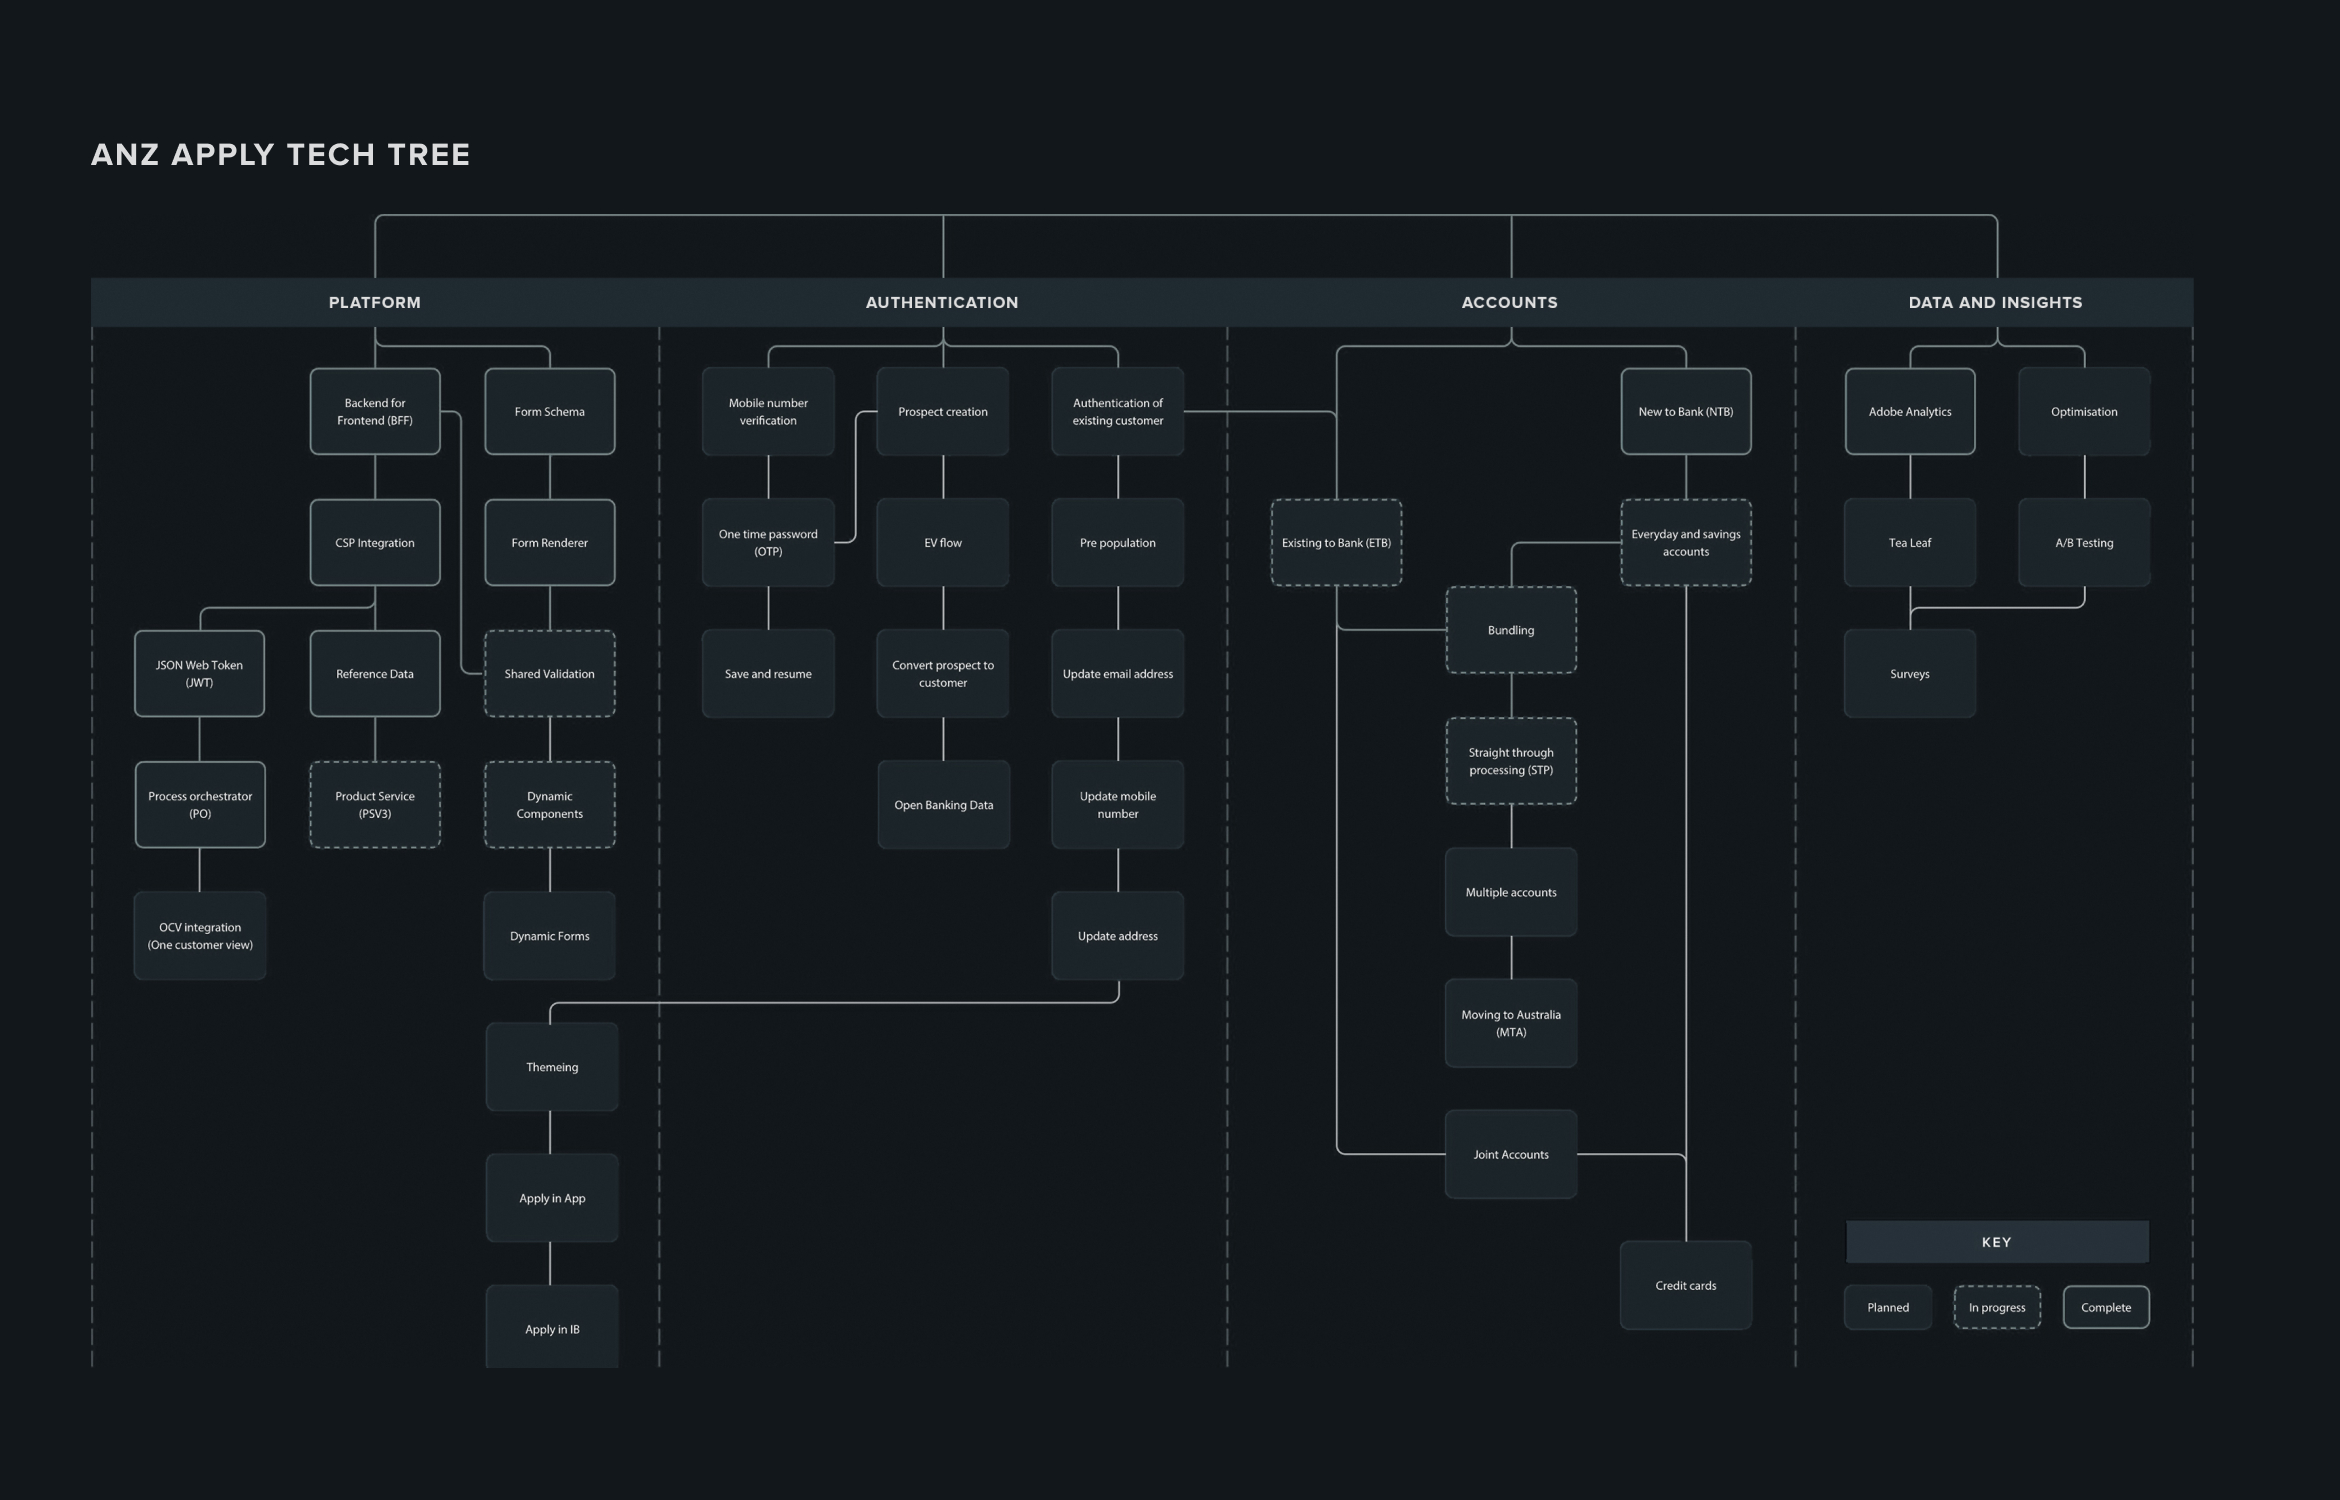 ANZ APPLY TECH TREE
PLATFORM
AUTHENTICATION
ACCOUNTS
DATA AND INSIGHTS
Backend for
Frontend (BFF)
Form Schema
CSP Integration
Form Renderer
JSON Web Token
(JWT)
Reference Data
Shared Validation
Process orchestrator
(PO)
Product Service
(PSV3)
Dynamic
Components
OCV integration
(One customer view)
Dynamic Forms
Themeing
Apply in App
Apply in IB
Mobile number
verification
Prospect creation
Authentication of
existing customer
One time password
(OTP)
EV flow
Pre population
Save and resume
Convert prospect to
customer
Update email address
Open Banking Data
Update mobile
number
Update address
New to Bank (NTB)
Existing to Bank (ETB)
Everyday and savings
accounts
Bundling
Straight through
processing (STP)
Multiple accounts
Moving to Australia
(MTA)
Joint Accounts
Credit cards
Adobe Analytics
Optimisation
Tea Leaf
A/B Testing
Surveys
KEY
Planned
In progress
Complete